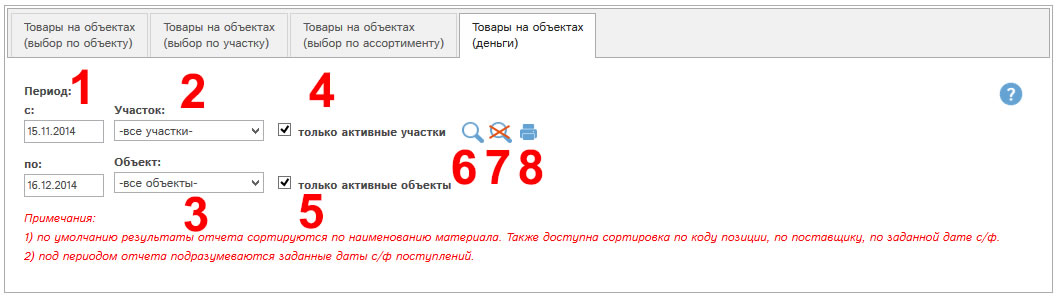 Товары на объектах
(выбор по объекту)
Товары на объектах
(выбор по участку)
Товары на объектах
(выбор по ассортименту)
Товары на объектах
(деньги)
Период:
1
2
4
?
с:
Участок:
15.11.2014
-все участки-
только активные участки
6
7
8
по:
Объект:
16.12.2014
-все объекты-
только активные объекты
3
5
Примечания:
1) по умолчанию результаты отчета сортируются по наименованию материала. Также доступна сортировка по коду позиции, по поставщику, по заданной дате с/ф.
2) под периодом отчета подразумеваются заданные даты с/ф поступлений.